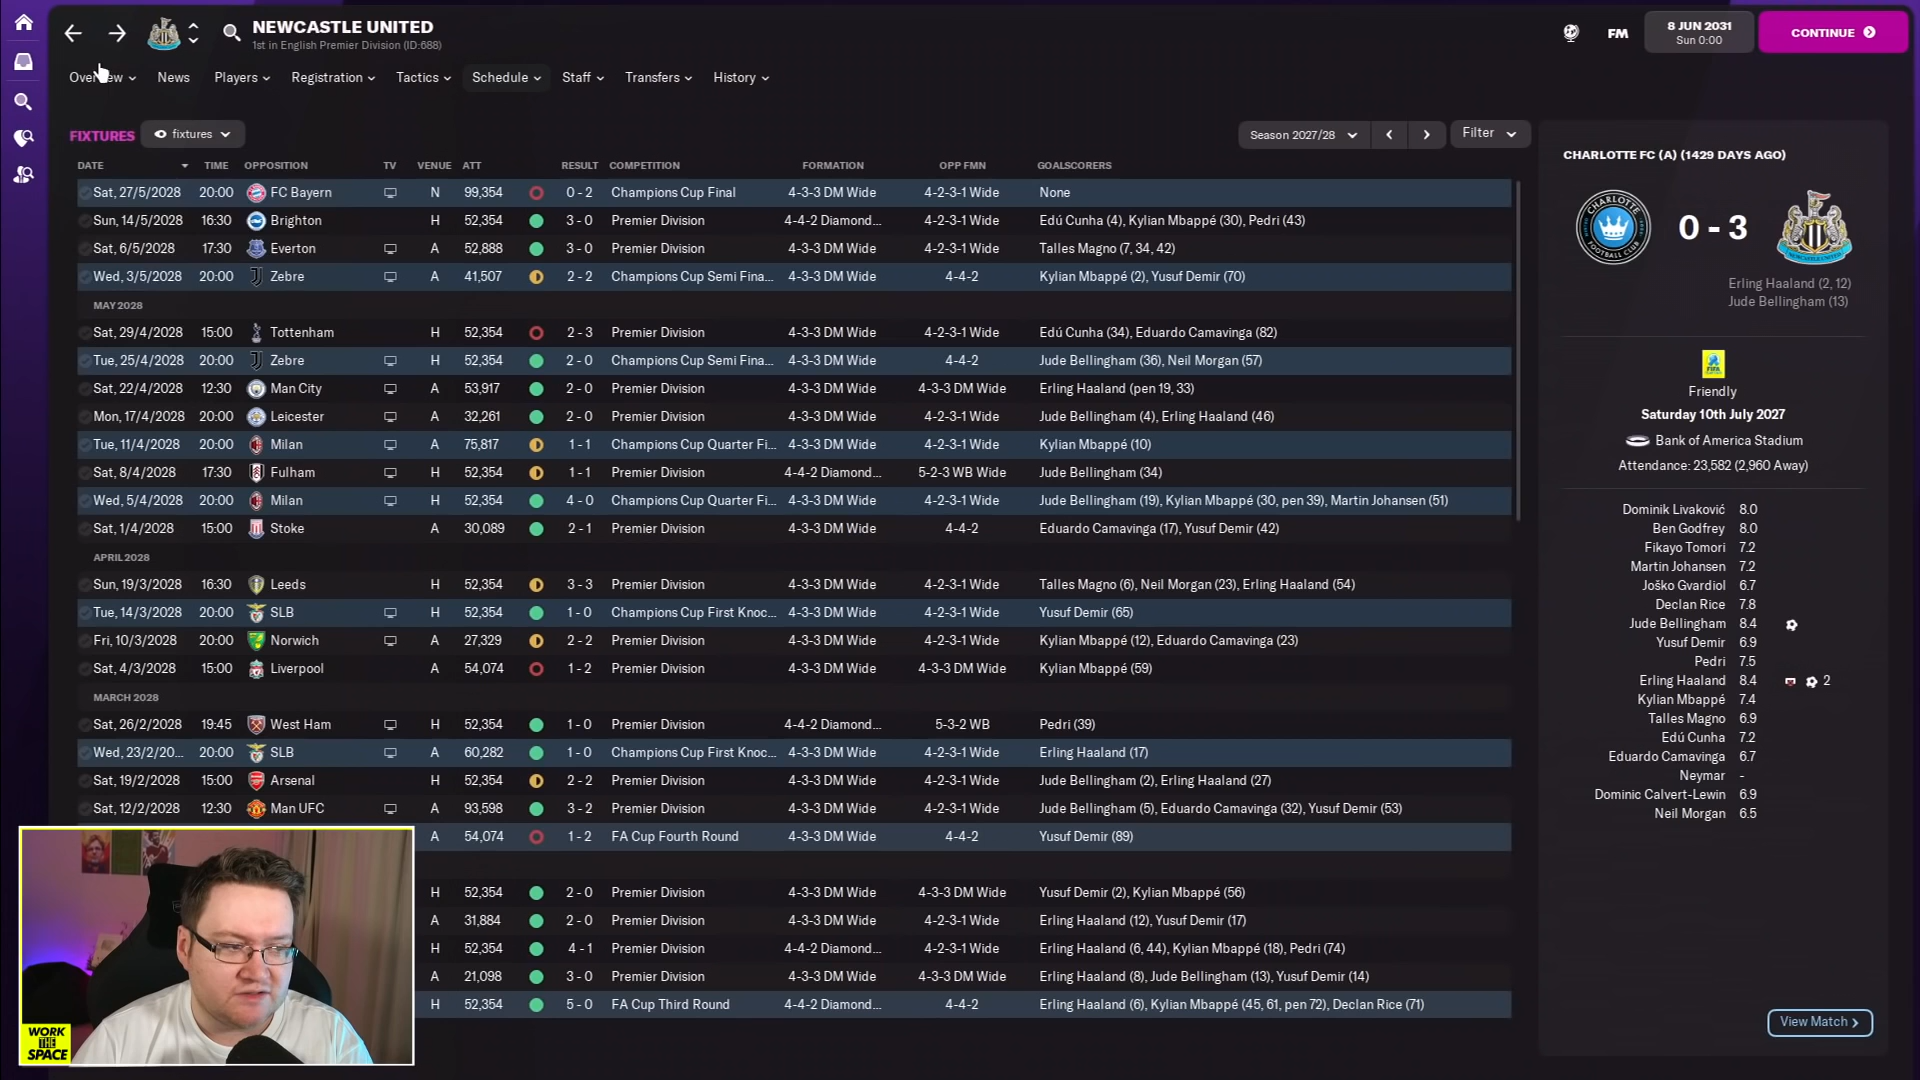 NEWCASTLE UNITED
1st in English Premier Division (ID:688)
FM
8 JUN 2031
Sun 0:00
CONTINUE
Overview
News
Players
Registration
Tactics
Schedule
Staff
Transfers
History
FIXTURES
fixtures
Season 2027/28
Filter
DATE TIME OPPOSITION TV VENUE ATT RESULT COMPETITION FORMATION OPP FMN GOALSCORERS
Sat, 27/5/2028 20:00 FC Bayern N 99,354 0 - 2 Champions Cup Final 4-3-3 DM Wide 4-2-3-1 Wide None
Sun, 14/5/2028 16:30 Brighton H 52,354 3 - 0 Premier Division 4-4-2 Diamond... 4-2-3-1 Wide Edú Cunha (4), Kylian Mbappé (30), Pedri (43)
Sat, 6/5/2028 17:30 Everton A 52,888 3 - 0 Premier Division 4-3-3 DM Wide 4-2-3-1 Wide Talles Magno (7, 34, 42)
Wed, 3/5/2028 20:00 Zebre A 41,507 2 - 2 Champions Cup Semi Fina... 4-3-3 DM Wide 4-4-2 Kylian Mbappé (2), Yusuf Demir (70)
MAY 2028
Sat, 29/4/2028 15:00 Tottenham H 52,354 2 - 3 Premier Division 4-3-3 DM Wide 4-2-3-1 Wide Edú Cunha (34), Eduardo Camavinga (82)
Tue, 25/4/2028 20:00 Zebre H 52,354 2 - 0 Champions Cup Semi Fina... 4-3-3 DM Wide 4-4-2 Jude Bellingham (36), Neil Morgan (57)
Sat, 22/4/2028 12:30 Man City A 53,917 2 - 0 Premier Division 4-3-3 DM Wide 4-3-3 DM Wide Erling Haaland (pen 19, 33)
Mon, 17/4/2028 20:00 Leicester A 32,261 2 - 0 Premier Division 4-3-3 DM Wide 4-2-3-1 Wide Jude Bellingham (4), Erling Haaland (46)
Tue, 11/4/2028 20:00 Milan A 75,817 1 - 1 Champions Cup Quarter Fi... 4-3-3 DM Wide 4-2-3-1 Wide Kylian Mbappé (10)
Sat, 8/4/2028 17:30 Fulham H 52,354 1 - 1 Premier Division 4-4-2 Diamond... 5-2-3 WB Wide Jude Bellingham (34)
Wed, 5/4/2028 20:00 Milan H 52,354 4 - 0 Champions Cup Quarter Fi... 4-3-3 DM Wide 4-2-3-1 Wide Jude Bellingham (19), Kylian Mbappé (30, pen 39), Martin Johansen (51)
Sat, 1/4/2028 15:00 Stoke A 30,089 2 - 1 Premier Division 4-3-3 DM Wide 4-4-2 Eduardo Camavinga (17), Yusuf Demir (42)
APRIL 2028
Sun, 19/3/2028 16:30 Leeds H 52,354 3 - 3 Premier Division 4-3-3 DM Wide 4-2-3-1 Wide Talles Magno (6), Neil Morgan (23), Erling Haaland (54)
Tue, 14/3/2028 20:00 SLB H 52,354 1 - 0 Champions Cup First Knoc... 4-3-3 DM Wide 4-2-3-1 Wide Yusuf Demir (65)
Fri, 10/3/2028 20:00 Norwich A 27,329 2 - 2 Premier Division 4-3-3 DM Wide 4-2-3-1 Wide Kylian Mbappé (12), Eduardo Camavinga (23)
Sat, 4/3/2028 15:00 Liverpool A 54,074 1 - 2 Premier Division 4-3-3 DM Wide 4-3-3 DM Wide Kylian Mbappé (59)
MARCH 2028
Sat, 26/2/2028 19:45 West Ham H 52,354 1 - 0 Premier Division 4-4-2 Diamond... 5-3-2 WB Pedri (39)
Wed, 23/2/20... 20:00 SLB A 60,282 1 - 0 Champions Cup First Knoc... 4-3-3 DM Wide 4-2-3-1 Wide Erling Haaland (17)
Sat, 19/2/2028 15:00 Arsenal H 52,354 2 - 2 Premier Division 4-3-3 DM Wide 4-2-3-1 Wide Jude Bellingham (2), Erling Haaland (27)
Sat, 12/2/2028 12:30 Man UFC A 93,598 3 - 2 Premier Division 4-3-3 DM Wide 4-2-3-1 Wide Jude Bellingham (5), Eduardo Camavinga (32), Yusuf Demir (53)
A 54,074 1 - 2 FA Cup Fourth Round 4-3-3 DM Wide 4-4-2 Yusuf Demir (89)
H 52,354 2 - 0 Premier Division 4-3-3 DM Wide 4-3-3 DM Wide Yusuf Demir (2), Kylian Mbappé (56)
A 31,884 2 - 0 Premier Division 4-3-3 DM Wide 4-2-3-1 Wide Erling Haaland (12), Yusuf Demir (17)
H 52,354 4 - 1 Premier Division 4-4-2 Diamond... 4-2-3-1 Wide Erling Haaland (6, 44), Kylian Mbappé (18), Pedri (74)
A 21,098 3 - 0 Premier Division 4-3-3 DM Wide 4-3-3 DM Wide Erling Haaland (8), Jude Bellingham (13), Yusuf Demir (14)
H 52,354 5 - 0 FA Cup Third Round 4-4-2 Diamond... 4-4-2 Erling Haaland (6), Kylian Mbappé (45, 61, pen 72), Declan Rice (71)
CHARLOTTE FC (A) (1429 DAYS AGO)
0 - 3
Erling Haaland (2, 12)
Jude Bellingham (13)
Friendly
Saturday 10th July 2027
Bank of America Stadium
Attendance: 23,582 (2,960 Away)
Dominik Livaković 8.0
Ben Godfrey 8.0
Fikayo Tomori 7.2
Martin Johansen 7.2
Joško Gvardiol 6.7
Declan Rice 7.8
Jude Bellingham 8.4
Yusuf Demir 6.9
Pedri 7.5
Erling Haaland 8.4 2
Kylian Mbappé 7.4
Talles Magno 6.9
Edú Cunha 7.2
Eduardo Camavinga 6.7
Neymar -
Dominic Calvert-Lewin 6.9
Neil Morgan 6.5
View Match
WORK
THE
SPACE